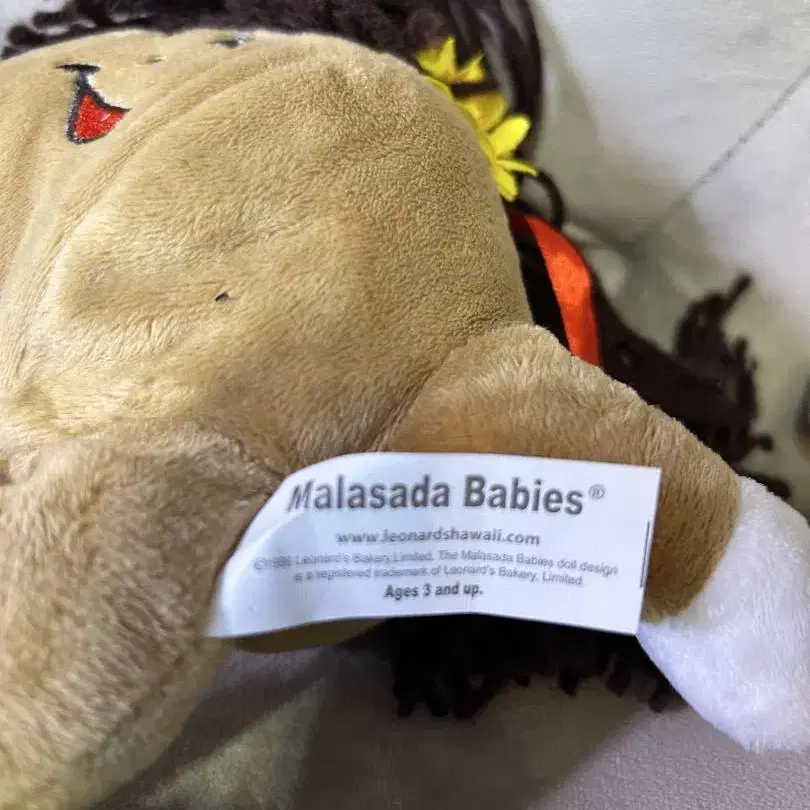 Malasada Babies®
www.leonardshawaii.com
©1986 Leonard's Bakery, Limited. The Malasada Babies doll design
is a registered trademark of Leonard's Bakery, Limited.
Ages 3 and up.